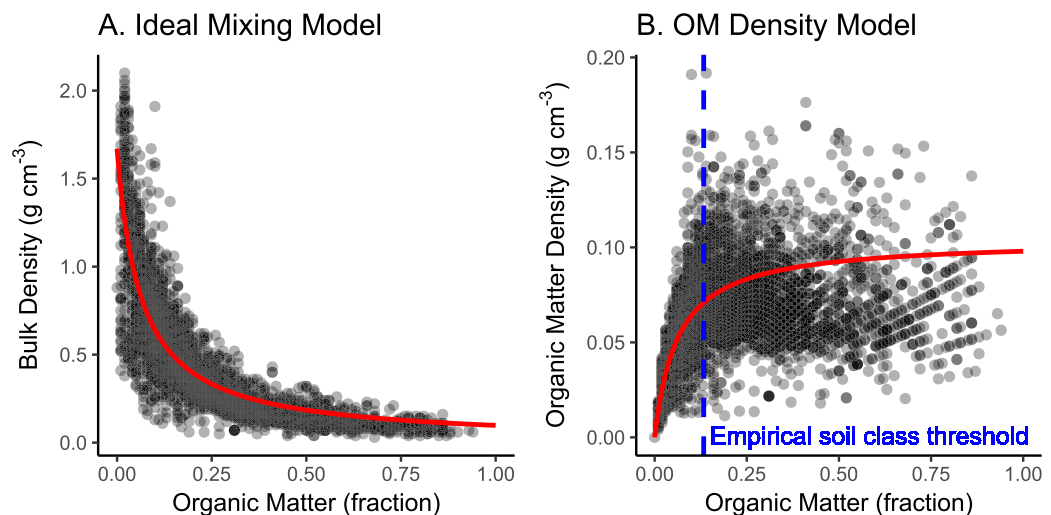 A. Ideal Mixing Model
Bulk Density (g cm⁻³)
2.0
1.5
1.0
0.5
0.0
0.00 0.25 0.50 0.75 1.00
Organic Matter (fraction)
B. OM Density Model
Organic Matter Density (g cm⁻³)
0.20
0.15
0.10
0.05
0.00
Empirical soil class threshold
0.00 0.25 0.50 0.75 1.00
Organic Matter (fraction)